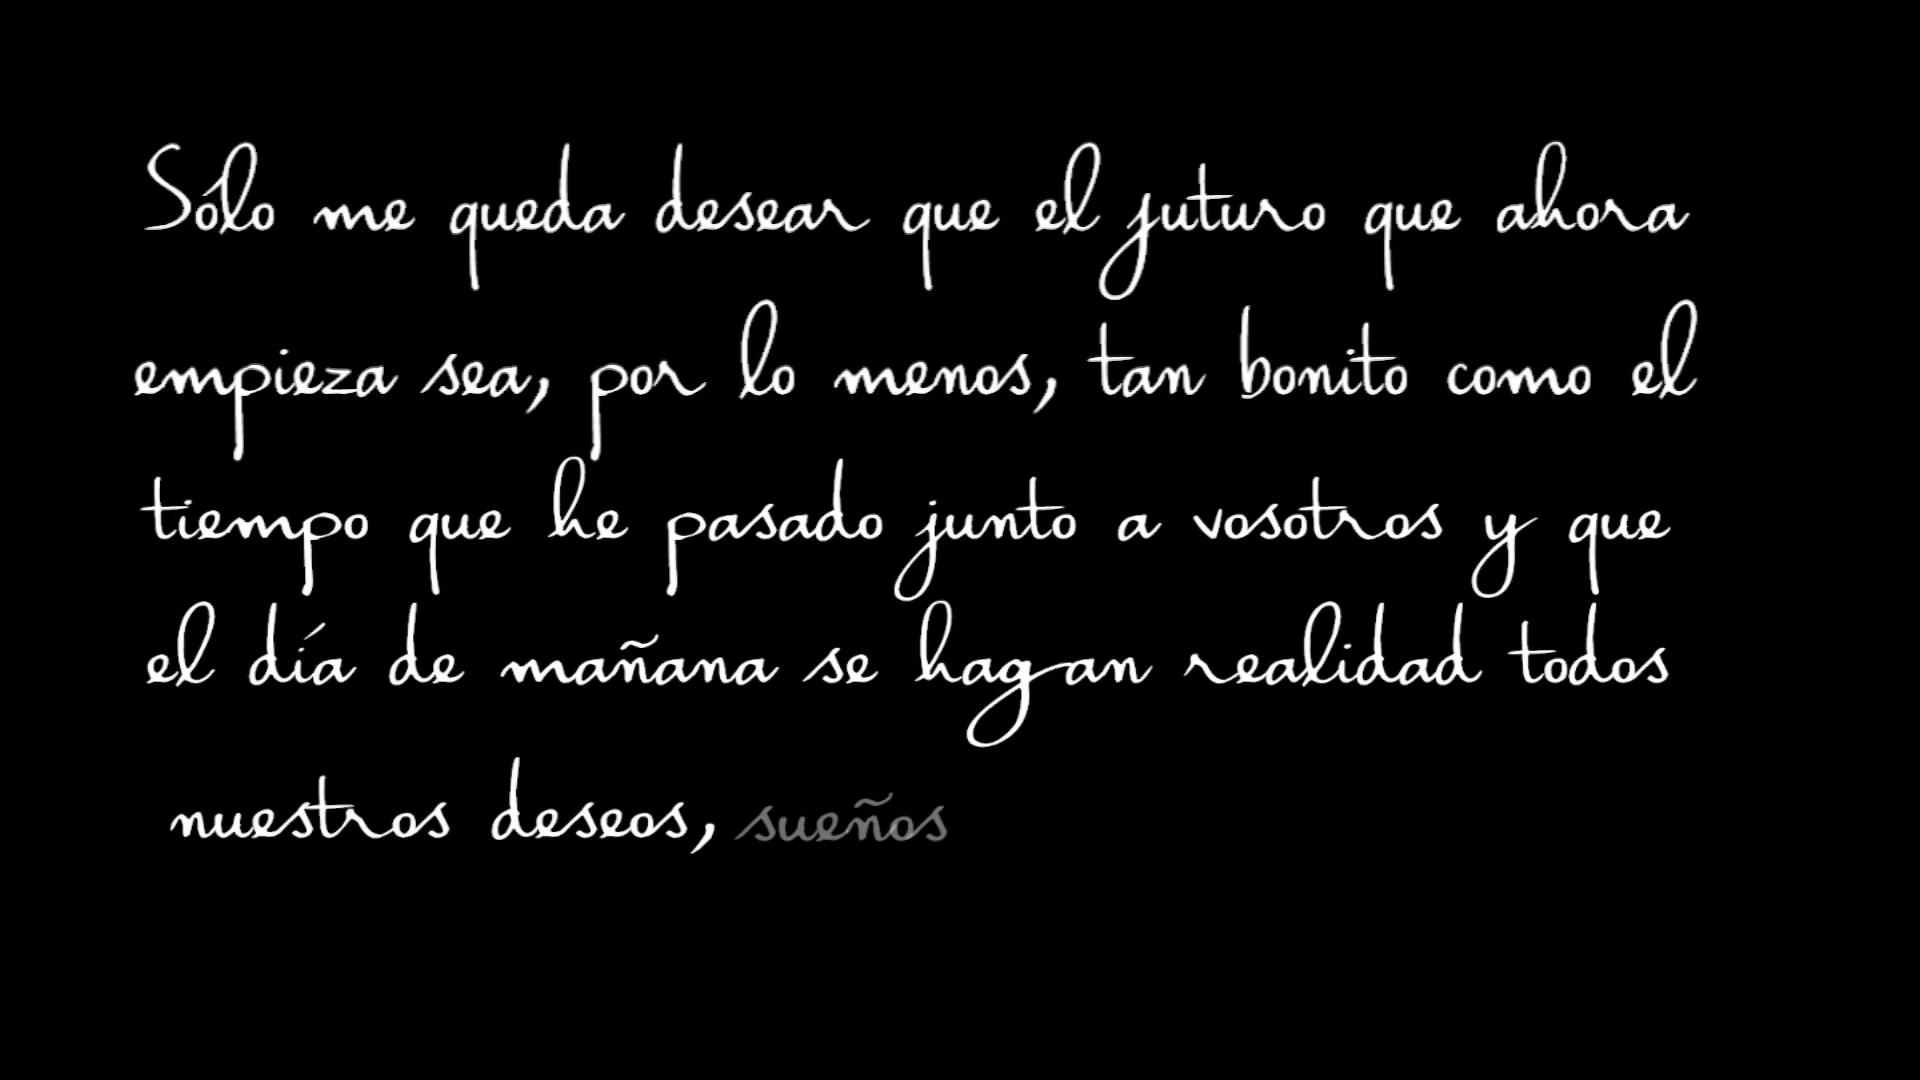 Sólo me queda desear que el futuro que ahora
empieza sea, por lo menos, tan bonito como el
tiempo que he pasado junto a vosotros y que
el día de mañana se hagan realidad todos
nuestros deseos, sueños